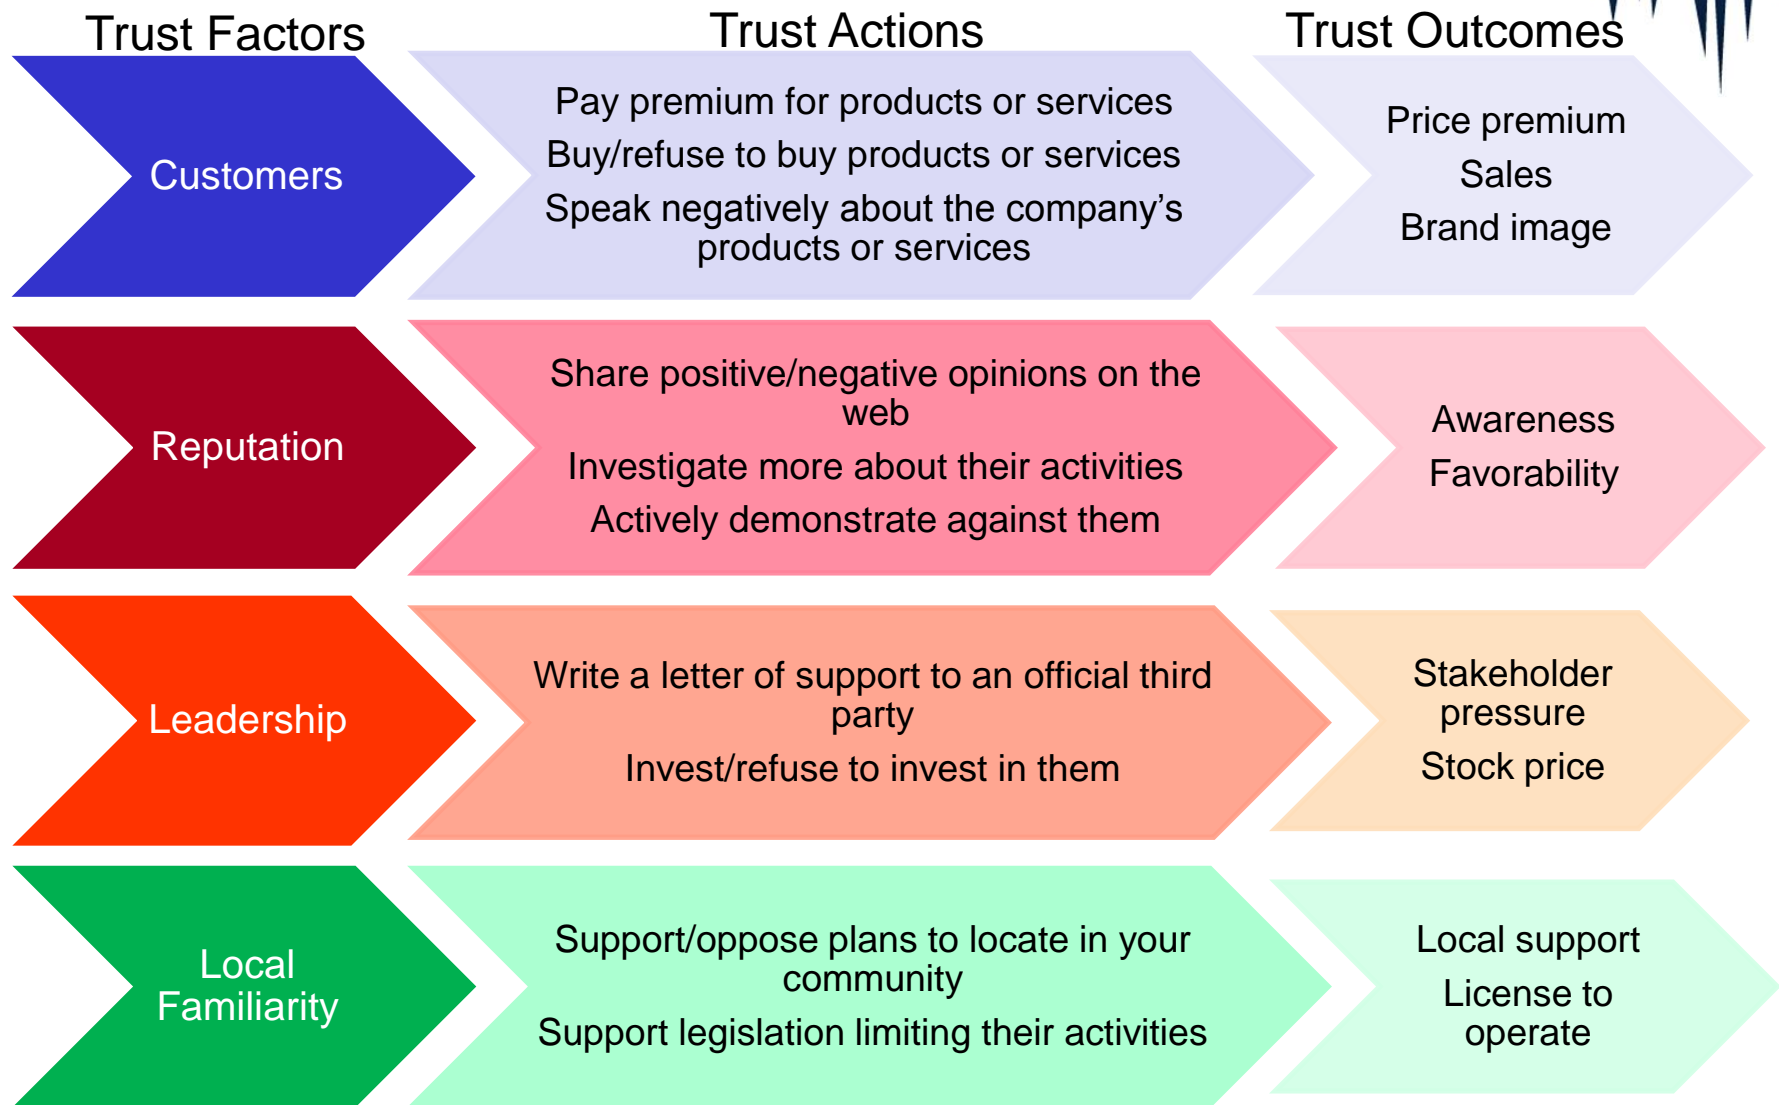 Trust Factors
Trust Actions
Trust Outcomes
Customers
Pay premium for products or services
Buy/refuse to buy products or services
Speak negatively about the company’s
products or services
Price premium
Sales
Brand image
Reputation
Share positive/negative opinions on the
web
Investigate more about their activities
Actively demonstrate against them
Awareness
Favorability
Leadership
Write a letter of support to an official third
party
Invest/refuse to invest in them
Stakeholder
pressure
Stock price
Local
Familiarity
Support/oppose plans to locate in your
community
Support legislation limiting their activities
Local support
License to
operate